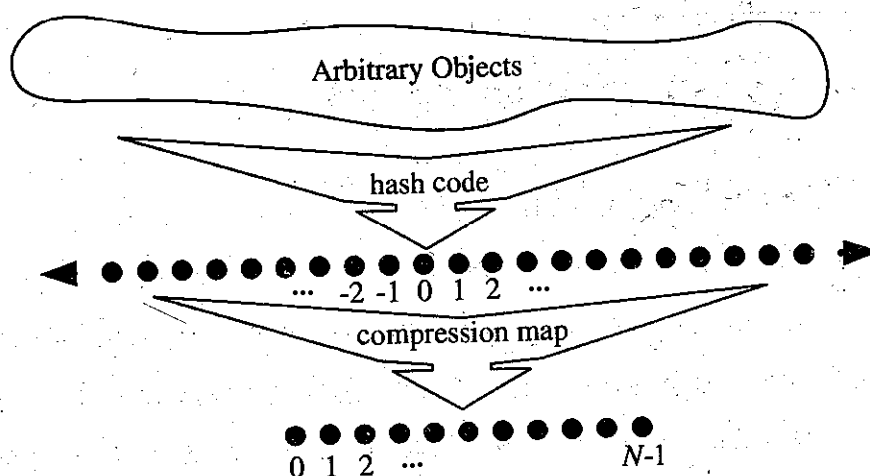 Arbitrary Objects
hash code
... -2 -1 0 1 2 ...
compression map
0 1 2 ... N-1